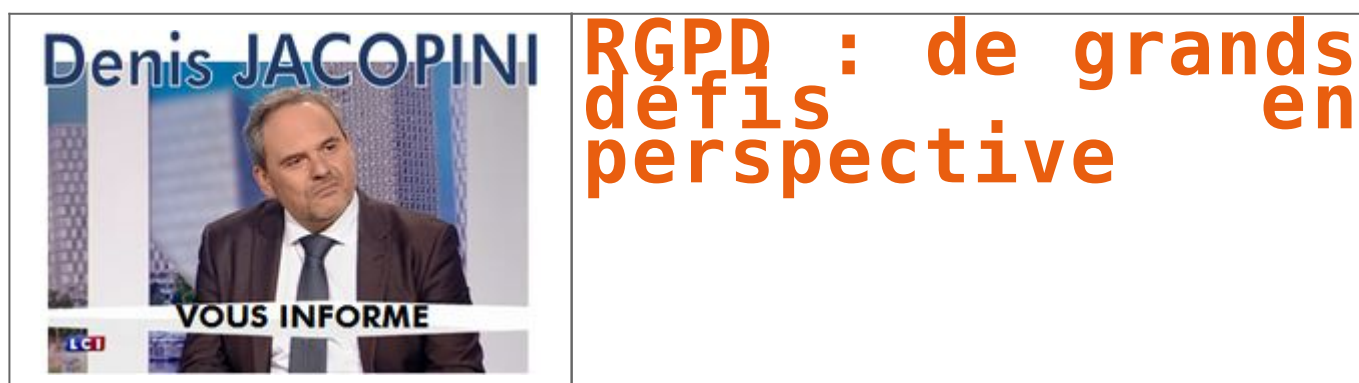 Denis JACOPINI
VOUS INFORME
LCI
RGPD : de grands
défis en
perspective